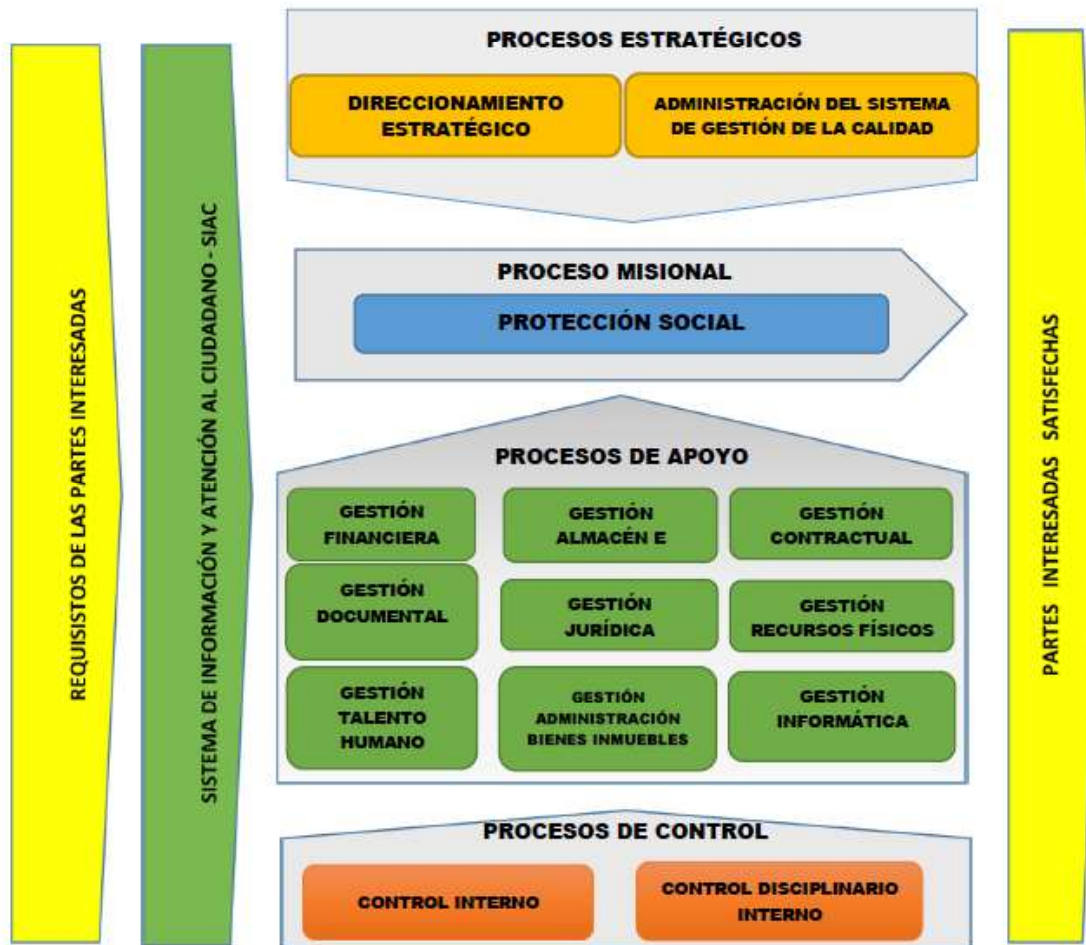 REQUISISTOS DE LAS PARTES INTERESADAS
SISTEMA DE INFORMACIÓN Y ATENCIÓN AL CIUDADANO - SIAC
PROCESOS ESTRATÉGICOS
DIRECCIONAMIENTO
ESTRATÉGICO
ADMINISTRACIÓN DEL SISTEMA
DE GESTIÓN DE LA CALIDAD
PROCESO MISIONAL
PROTECCIÓN SOCIAL
PROCESOS DE APOYO
GESTIÓN
FINANCIERA
GESTIÓN
ALMACÉN E
GESTIÓN
CONTRACTUAL
GESTIÓN
DOCUMENTAL
GESTIÓN
JURÍDICA
GESTIÓN
RECURSOS FÍSICOS
GESTIÓN
TALENTO
HUMANO
GESTIÓN
ADMINISTRACIÓN
BIENES INMUEBLES
GESTIÓN
INFORMÁTICA
PROCESOS DE CONTROL
CONTROL INTERNO
CONTROL DISCIPLINARIO
INTERNO
PARTES INTERESADAS SATISFECHAS